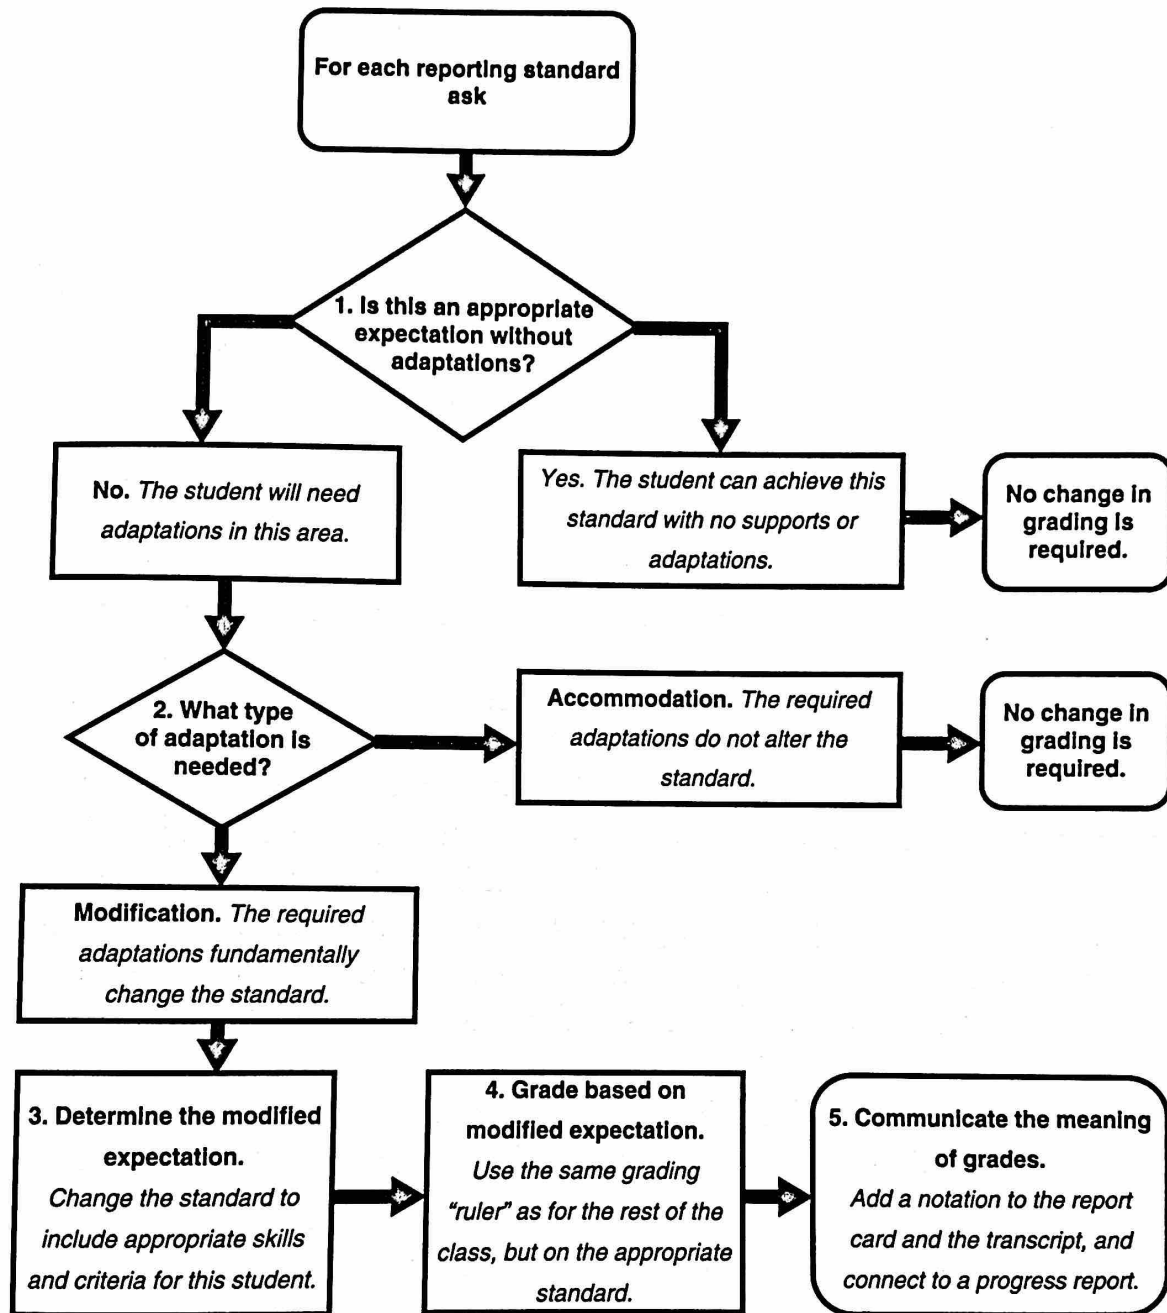 For each reporting standard
ask
1. Is this an appropriate
expectation without
adaptations?
No. The student will need
adaptations in this area.
Yes. The student can achieve this
standard with no supports or
adaptations.
No change in
grading is
required.
2. What type
of adaptation is
needed?
Accommodation. The required
adaptations do not alter the
standard.
No change in
grading is
required.
Modification. The required
adaptations fundamentally
change the standard.
3. Determine the modified
expectation.
Change the standard to
include appropriate skills
and criteria for this student.
4. Grade based on
modified expectation.
Use the same grading
“ruler” as for the rest of the
class, but on the appropriate
standard.
5. Communicate the meaning
of grades.
Add a notation to the report
card and the transcript, and
connect to a progress report.